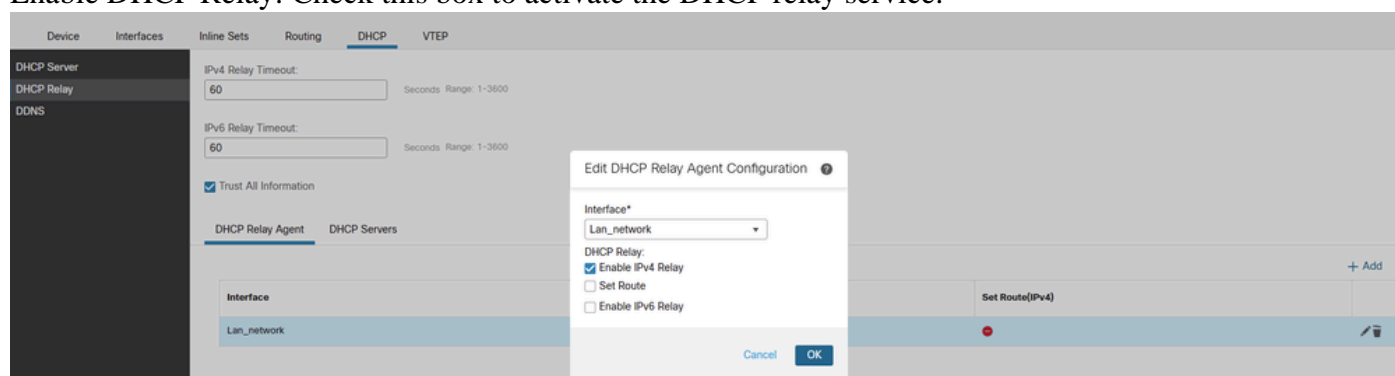 Enable DHCP Relay: Check this box to activate the DHCP relay service.
Device Interfaces Inline Sets Routing DHCP VTEP
DHCP Server
DHCP Relay
DDNS
IPv4 Relay Timeout:
60 Seconds Range: 1-3600
IPv6 Relay Timeout:
60 Seconds Range: 1-3600
Trust All Information
DHCP Relay Agent DHCP Servers
+ Add
Interface Set Route(IPv4)
Lan_network
Edit DHCP Relay Agent Configuration
Interface*
Lan_network
DHCP Relay:
Enable IPv4 Relay
Set Route
Enable IPv6 Relay
Cancel OK